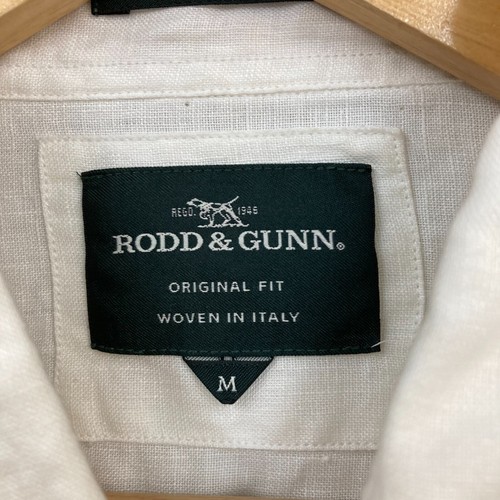 REGD. 1946
RODD & GUNN®
ORIGINAL FIT
WOVEN IN ITALY
M